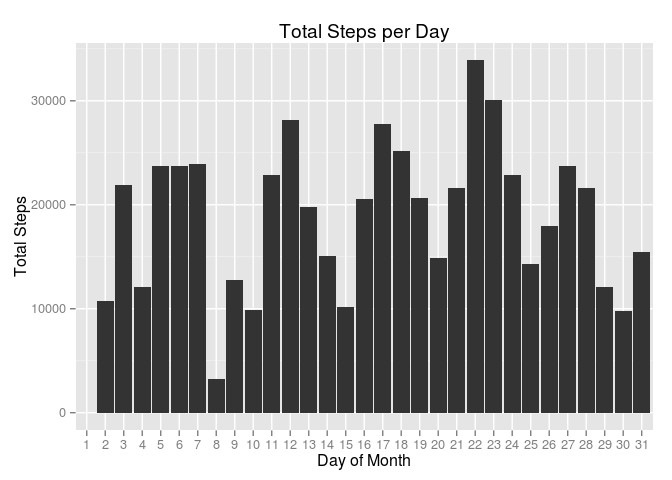 Total Steps per Day
Total Steps
30000
20000
10000
0
1 2 3 4 5 6 7 8 9 10 11 12 13 14 15 16 17 18 19 20 21 22 23 24 25 26 27 28 29 30 31
Day of Month